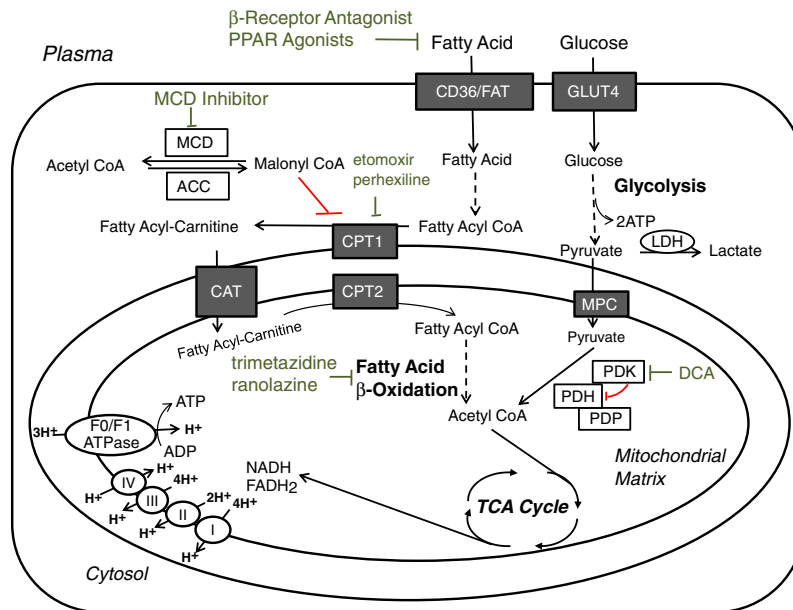 β-Receptor Antagonist
PPAR Agonists
Fatty Acid
Glucose
Plasma
CD36/FAT
GLUT4
MCD Inhibitor
MCD
Acetyl CoA
Malonyl CoA
ACC
Fatty Acid
Glucose
etomoxir
perhexiline
Glycolysis
2ATP
Fatty Acyl-Carnitine
CPT1
Fatty Acyl CoA
Pyruvate
LDH
Lactate
CAT
CPT2
MPC
Fatty Acyl-Carnitine
Fatty Acyl CoA
Pyruvate
trimetazidine
ranolazine
Fatty Acid
β-Oxidation
PDK
DCA
PDH
PDP
Acetyl CoA
ATP
3H+
F0/F1
ATPase
H+
ADP
Mitochondrial
Matrix
NADH
FADH2
TCA Cycle
H+
IV
4H+
H+
III
2H+
H+
II
4H+
H+
I
H+
Cytosol